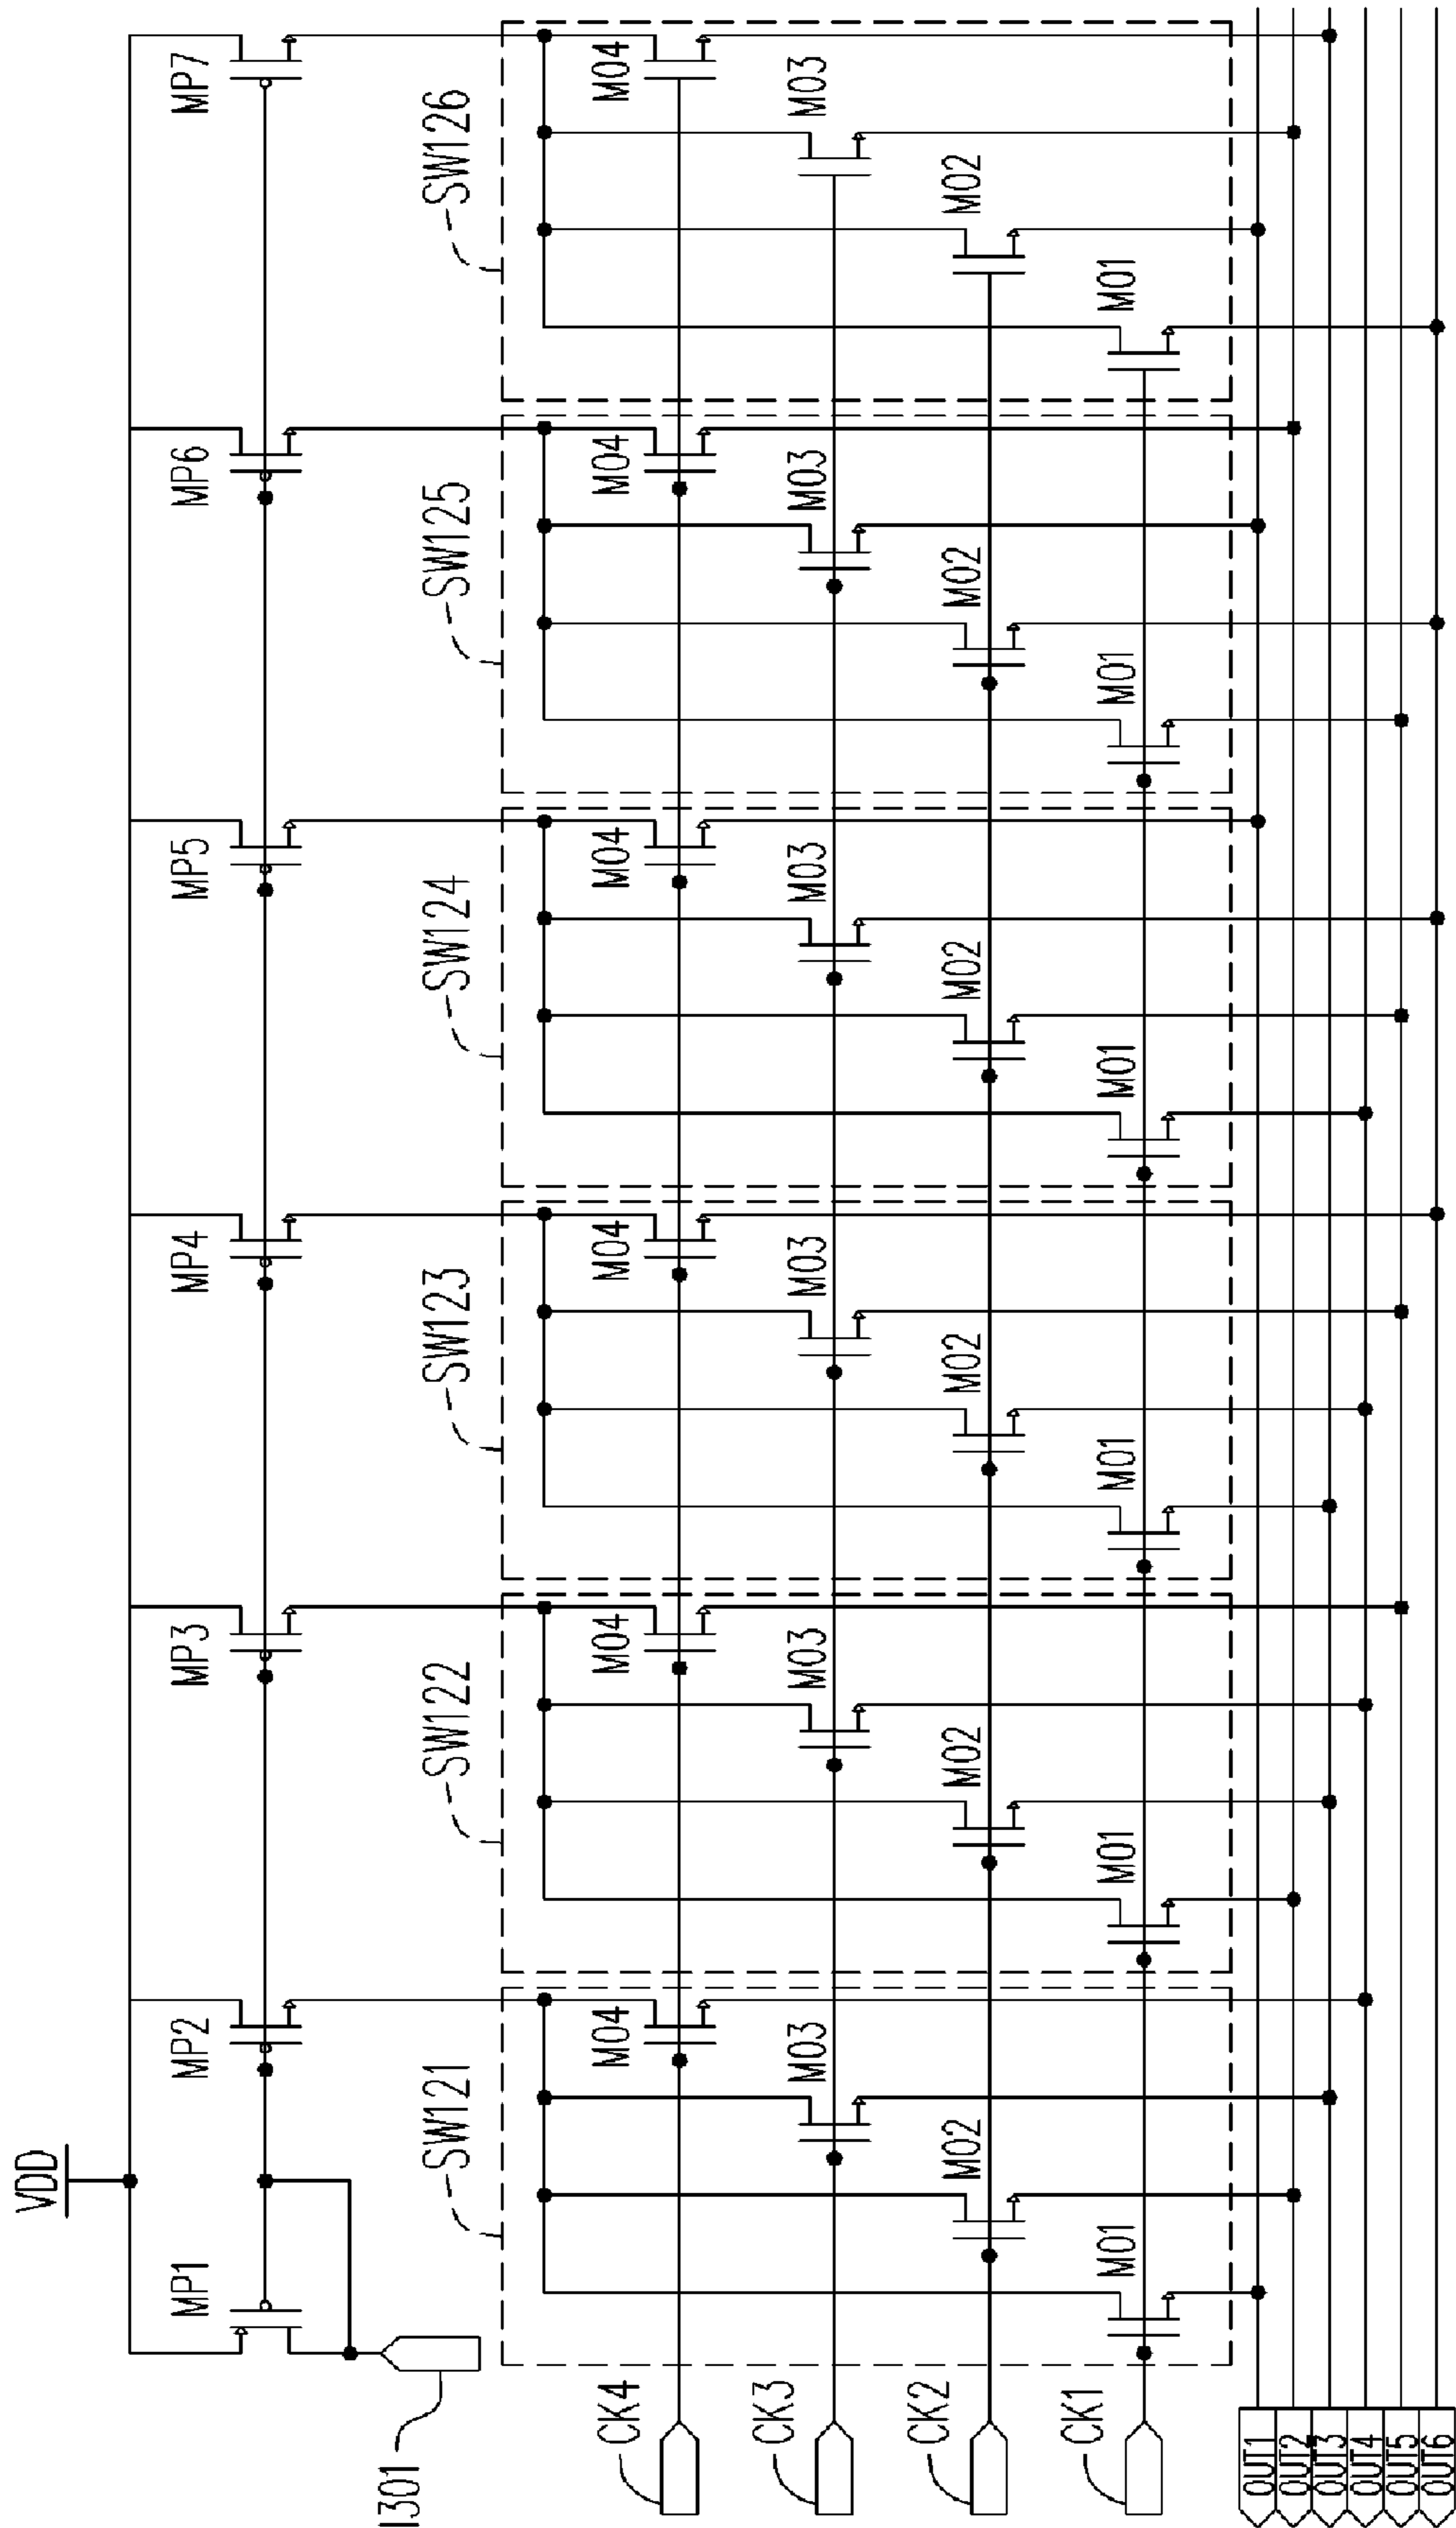 VDD
MP1
MP2
MP3
MP4
MP5
MP6
MP7
I301
SW121
SW122
SW123
SW124
SW125
SW126
CK4
M04
M04
M04
M04
M04
M04
CK3
M03
M03
M03
M03
M03
M03
CK2
M02
M02
M02
M02
M02
M02
CK1
M01
M01
M01
M01
M01
M01
OUT1
OUT2
OUT3
OUT4
OUT5
OUT6